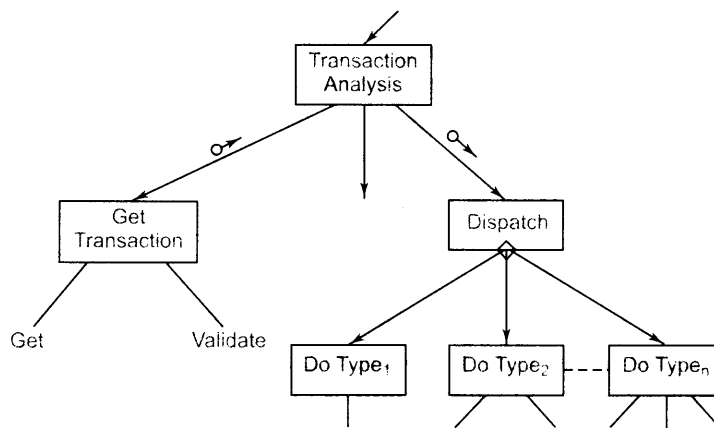 Transaction
Analysis
Get
Transaction
Dispatch
Get
Validate
Do Type₁
Do Type₂
Do Typeₙ